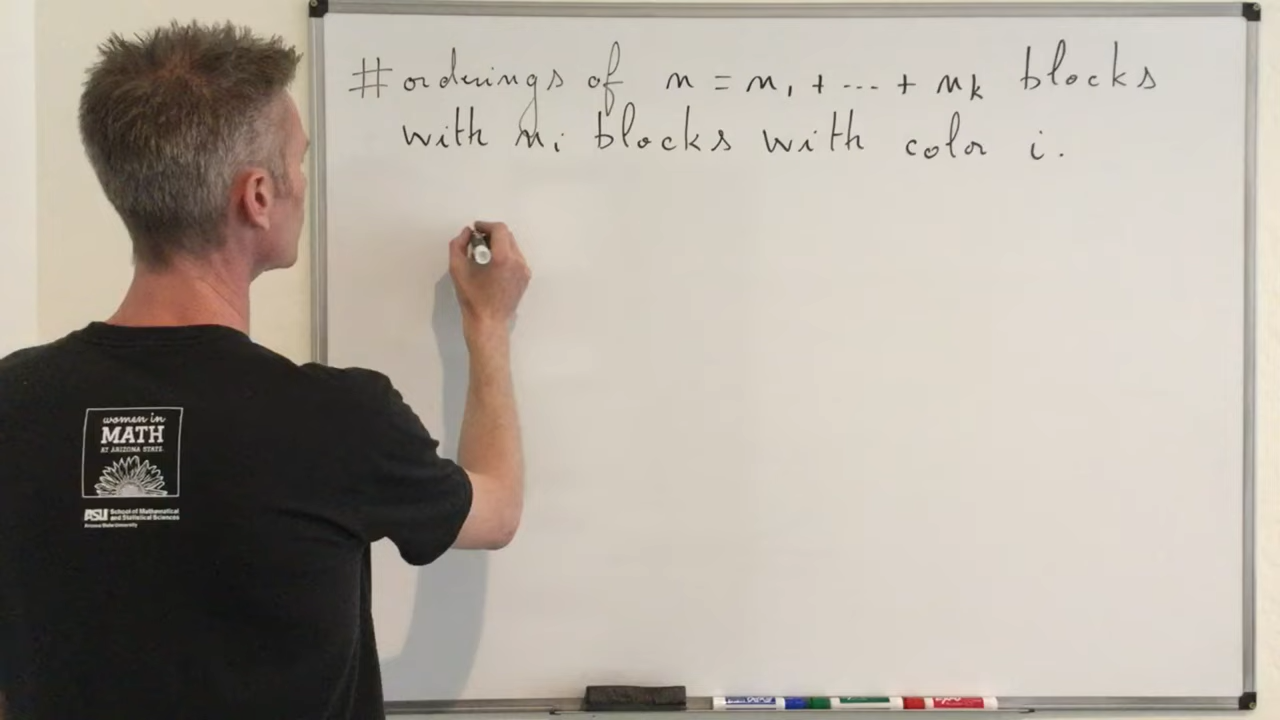 # orderings of n = n₁ + ... + nₖ blocks
with nᵢ blocks with color i.
women in
MATH
AT ARIZONA STATE
ASU School of Mathematical
and Statistical Sciences
Arizona State University